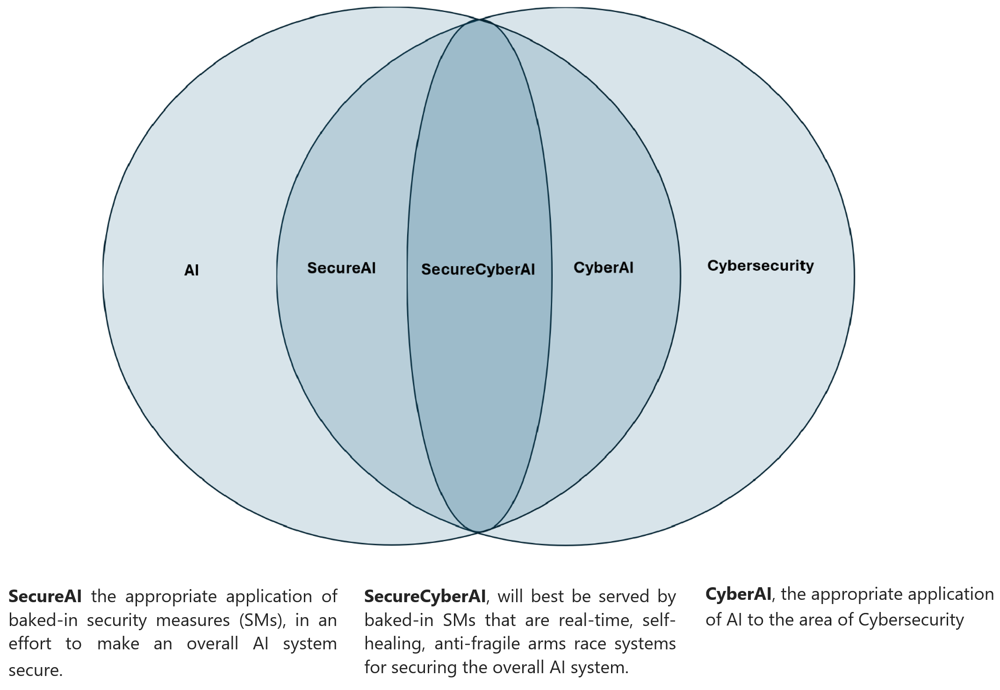 AI
SecureAI
SecureCyberAI
CyberAI
Cybersecurity
SecureAI the appropriate application of
baked-in security measures (SMs), in an
effort to make an overall AI system
secure.
SecureCyberAI, will best be served by
baked-in SMs that are real-time, self-
healing, anti-fragile arms race systems
for securing the overall AI system.
CyberAI, the appropriate application
of AI to the area of Cybersecurity